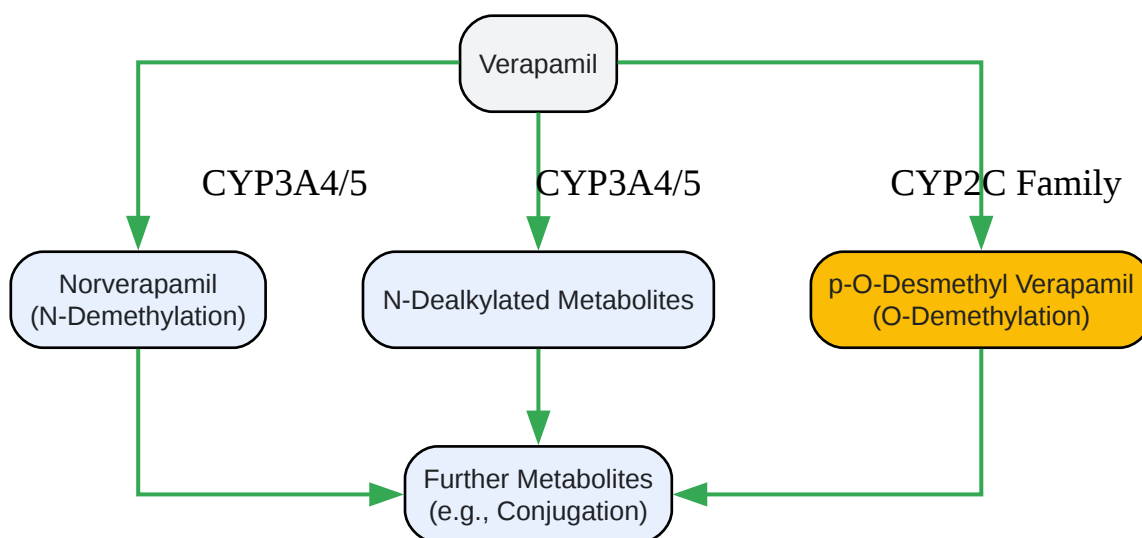 Verapamil
CYP3A4/5
CYP3A4/5
CYP2C Family
Norverapamil
(N-Demethylation)
N-Dealkylated Metabolites
p-O-Desmethyl Verapamil
(O-Demethylation)
Further Metabolites
(e.g., Conjugation)